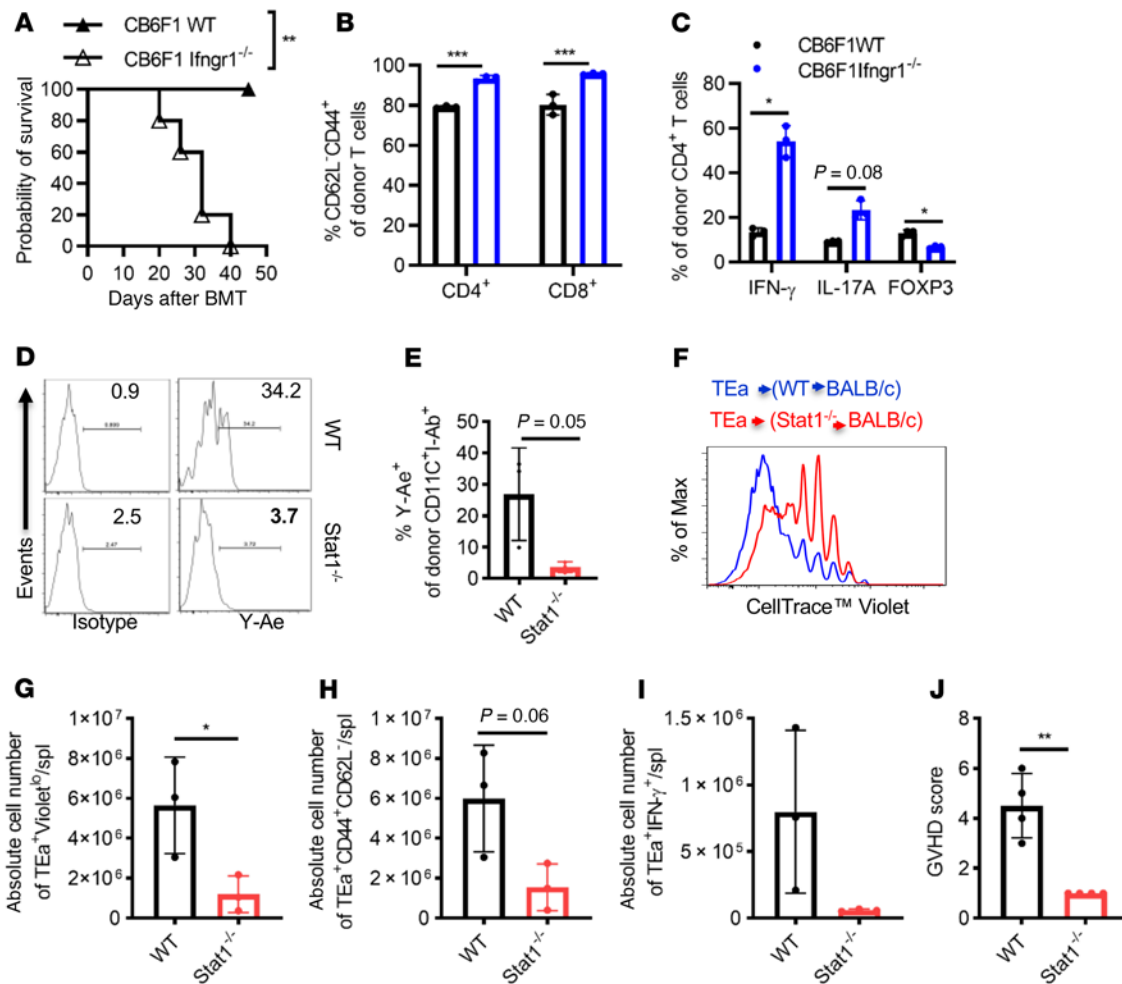 A
CB6F1 WT
CB6F1 Ifngr1-/-
**
Probability of survival
100
80
60
40
20
0
0 10 20 30 40 50
Days after BMT
B
*** ***
% CD62L-CD44+
of donor T cells
100
80
60
40
20
0
CD4+ CD8+
C
CB6F1WT
CB6F1Ifngr1-/-
% of donor CD4+ T cells
80
60
40
20
0
*
P = 0.08
*
IFN-γ IL-17A FOXP3
D
Events
0.9 34.2
34.2
WT
2.5 3.7
2.47
Stat1-/-
Isotype Y-Ae
E
P = 0.05
% Y-Ae+
of donor CD11C+I-Ab+
50
40
30
20
10
0
WT Stat1-/-
F
TEa (WT BALB/c)
TEa (Stat1-/- BALB/c)
% of Max
CellTrace™ Violet
G
Absolute cell number
of TEa+Violetlo/spl
1×10⁷
8×10⁶
6×10⁶
4×10⁶
2×10⁶
0
*
WT Stat1-/-
H
Absolute cell number
of TEa+CD44+CD62L-/spl
1×10⁷
8×10⁶
6×10⁶
4×10⁶
2×10⁶
0
P = 0.06
WT Stat1-/-
I
Absolute cell number
of TEa+IFN-γ+/spl
1.5 × 10⁶
1 × 10⁶
5 × 10⁵
0
WT Stat1-/-
J
GVHD score
8
6
4
2
0
**
WT Stat1-/-